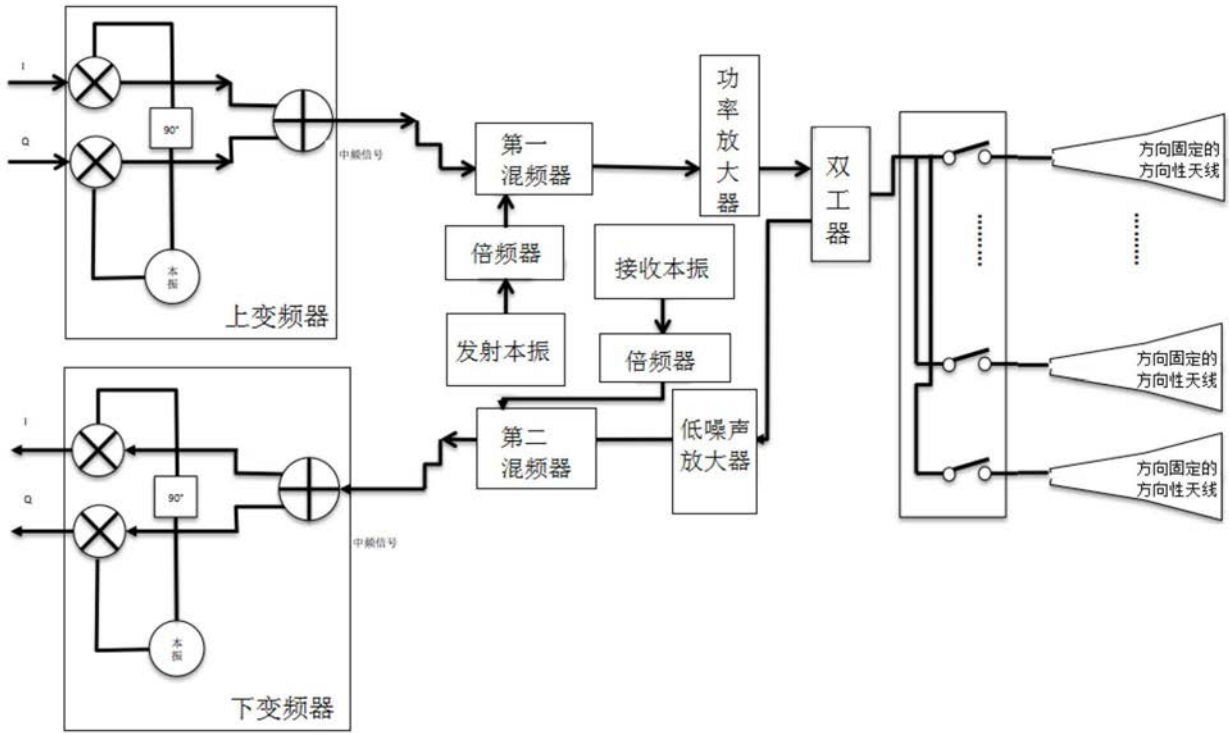 I
Q
90°
本
振
上变频器
中频信号
第一
混频器
倍频器
发射本振
功
率
放
大
器
接收本振
倍频器
双
工
器
方向固定的
方向性天线
方向固定的
方向性天线
方向固定的
方向性天线
I
Q
90°
本
振
下变频器
中频信号
第二
混频器
低噪声
放大器